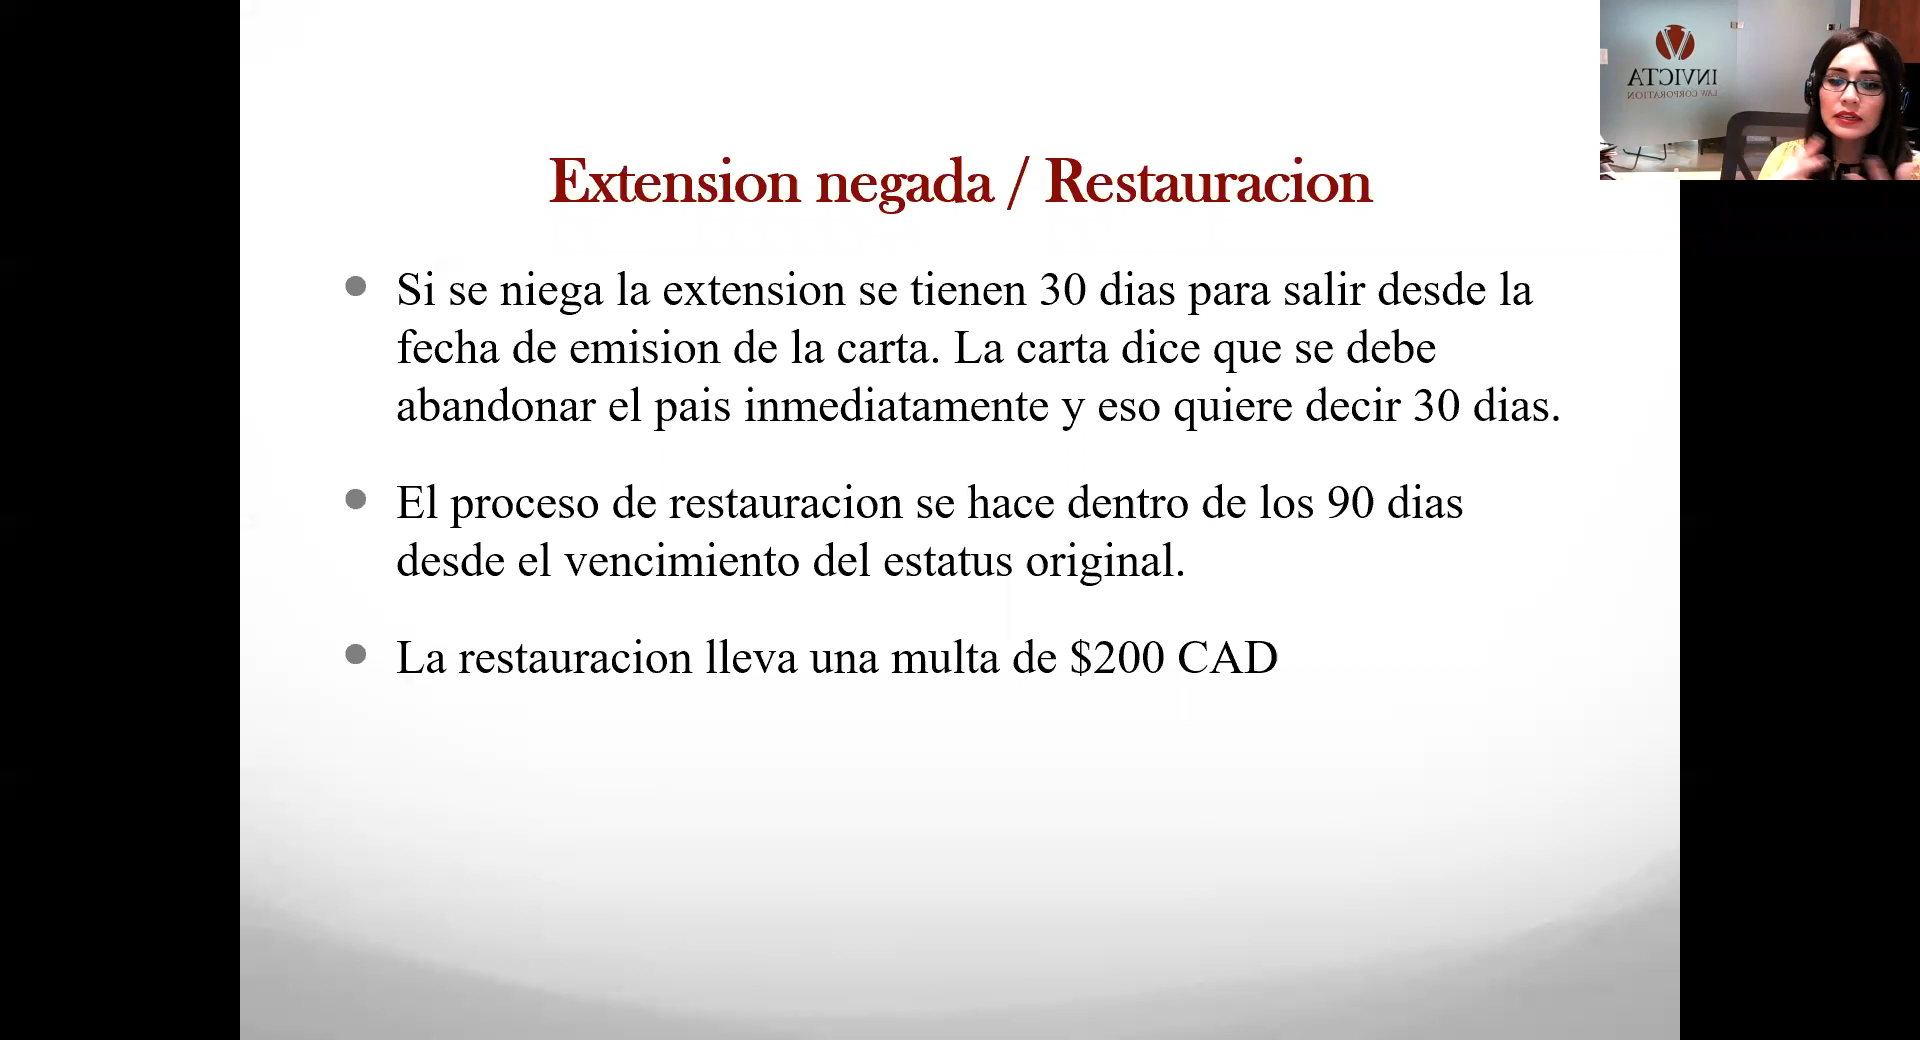 Extension negada / Restauracion
Si se niega la extension se tienen 30 dias para salir desde la
fecha de emision de la carta. La carta dice que se debe
abandonar el pais inmediatamente y eso quiere decir 30 dias.
El proceso de restauracion se hace dentro de los 90 dias
desde el vencimiento del estatus original.
La restauracion lleva una multa de $200 CAD
INVICTA
LAW CORPORATION